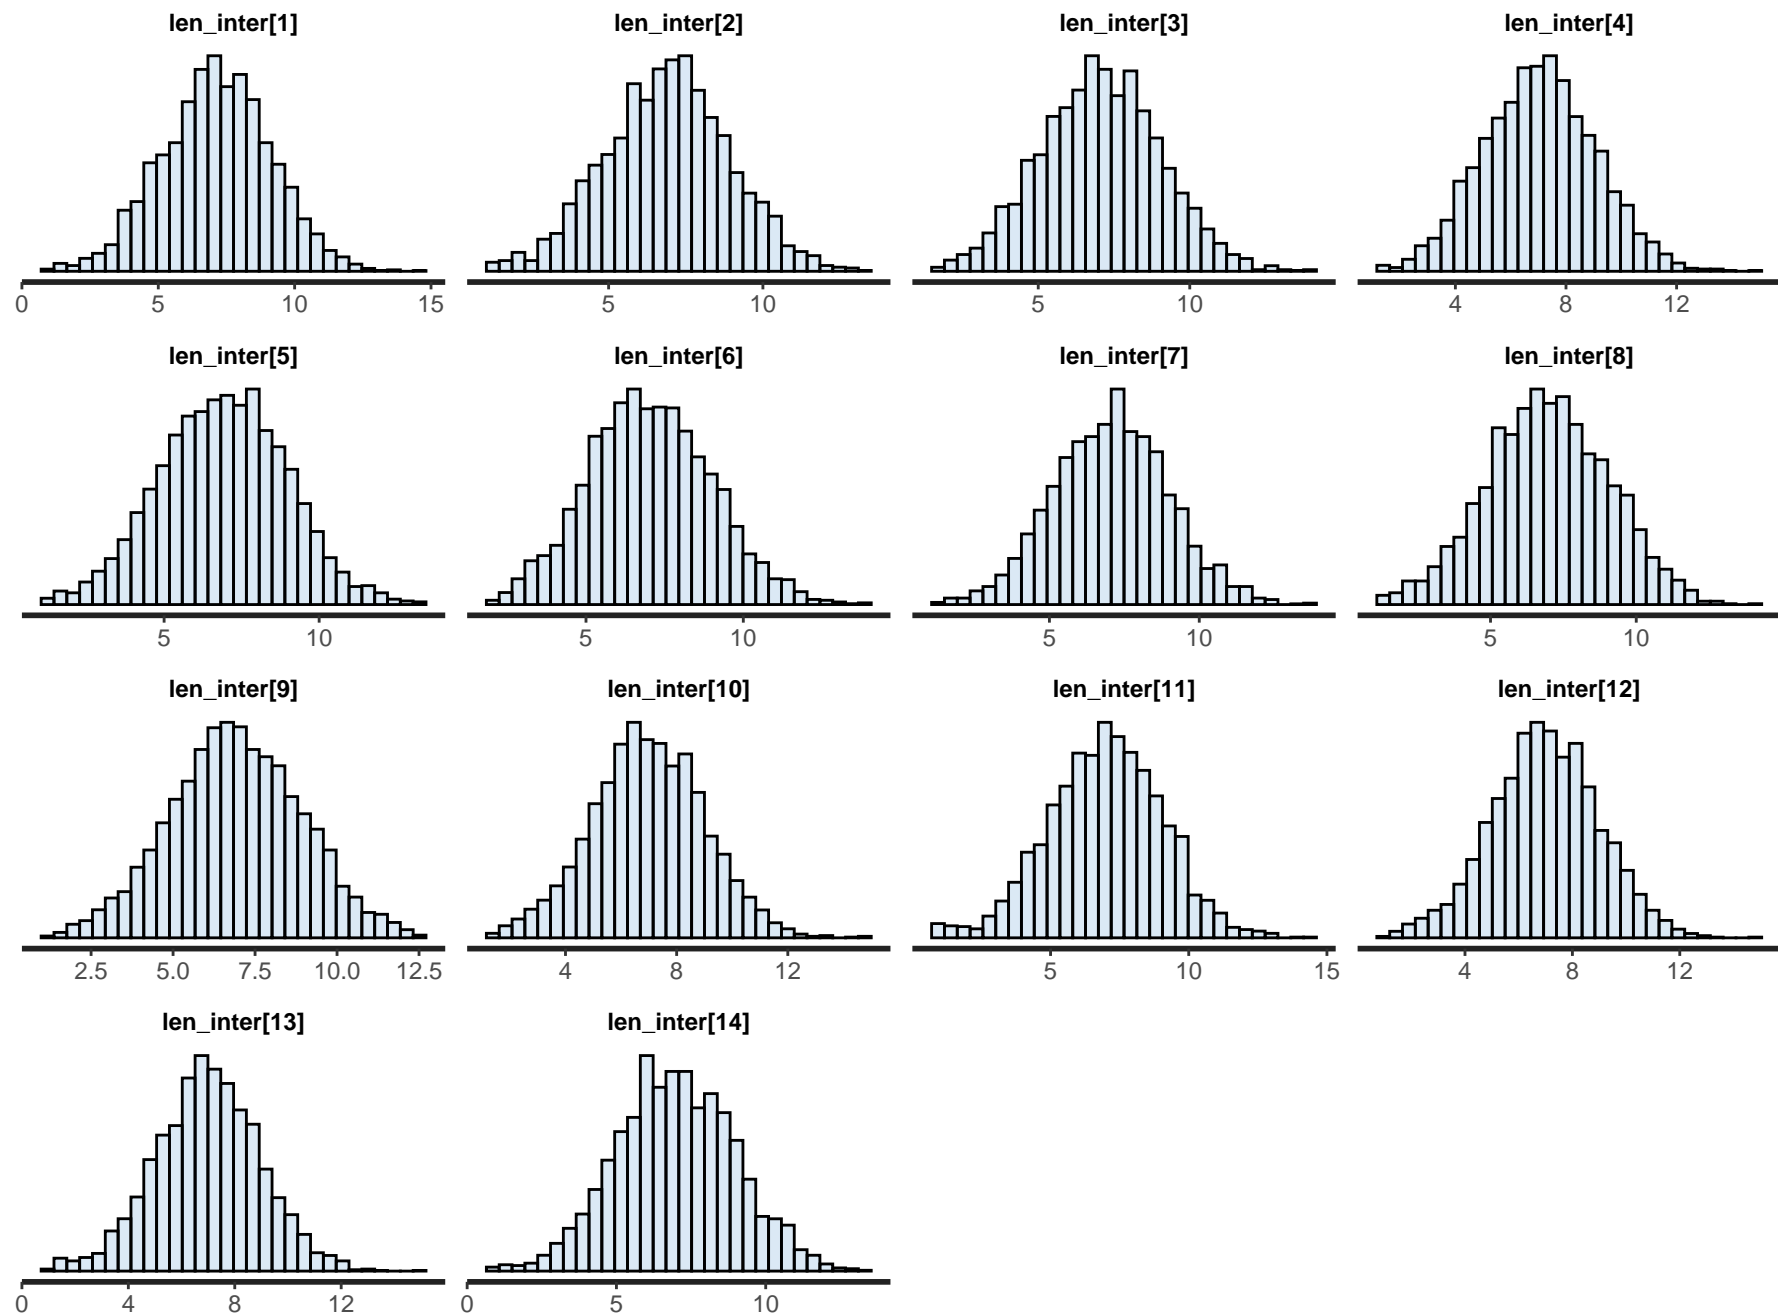 len_inter[1] len_inter[2] len_inter[3] len_inter[4]
0 5 10 15 5 10 5 10 4 8 12
len_inter[5] len_inter[6] len_inter[7] len_inter[8]
5 10 5 10 5 10 5 10
len_inter[9] len_inter[10] len_inter[11] len_inter[12]
2.5 5.0 7.5 10.0 12.5 4 8 12 5 10 15 4 8 12
len_inter[13] len_inter[14]
0 4 8 12 0 5 10